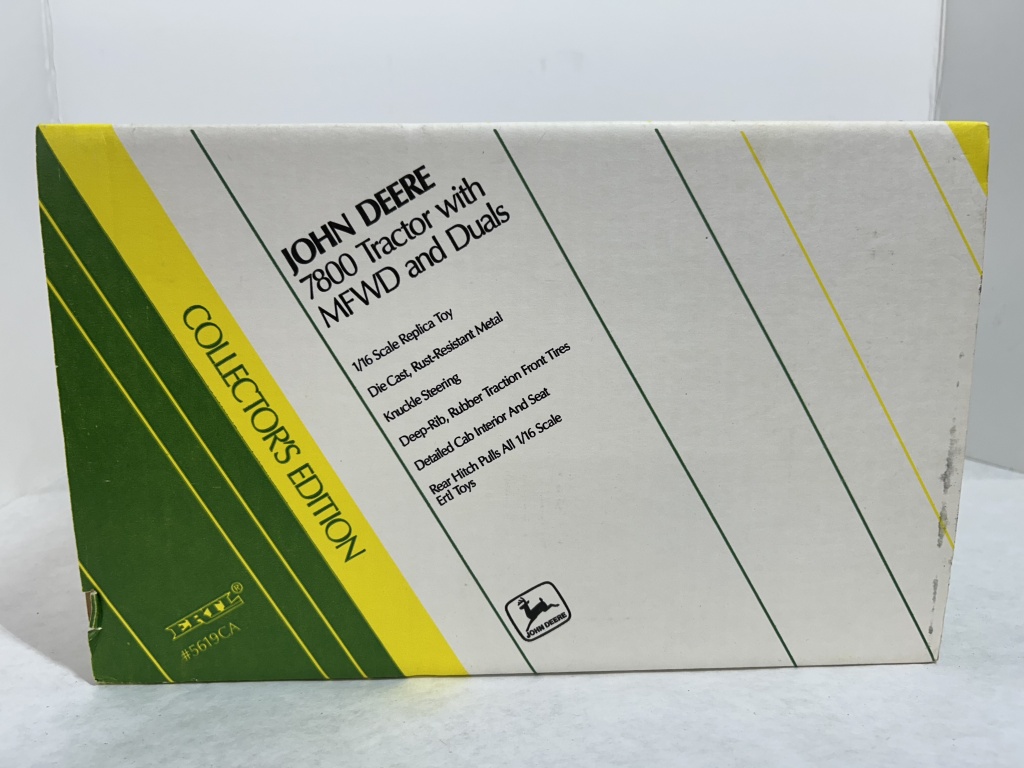 JOHN DEERE
7800 Tractor with
MFWD and Duals
1/16 Scale Replica Toy
Die Cast, Rust-Resistant Metal
Knuckle Steering
Deep-Rib, Rubber Traction Front Tires
Detailed Cab Interior And Seat
Rear Hitch Pulls All 1/16 Scale
Ertl Toys
COLLECTOR'S EDITION
ERTL®
#5619CA
JOHN DEERE